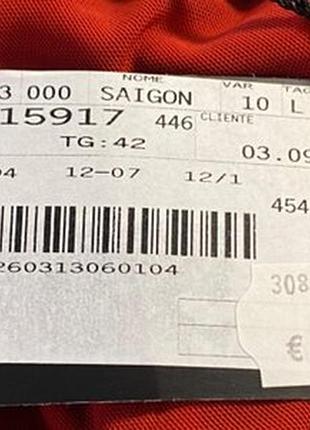 NOME VAR TAG
3 000 SAIGON 10 L
15917 446 CLIENTE
TG:42 03.09
04 12-07 12/1
454
260313060104
308
€